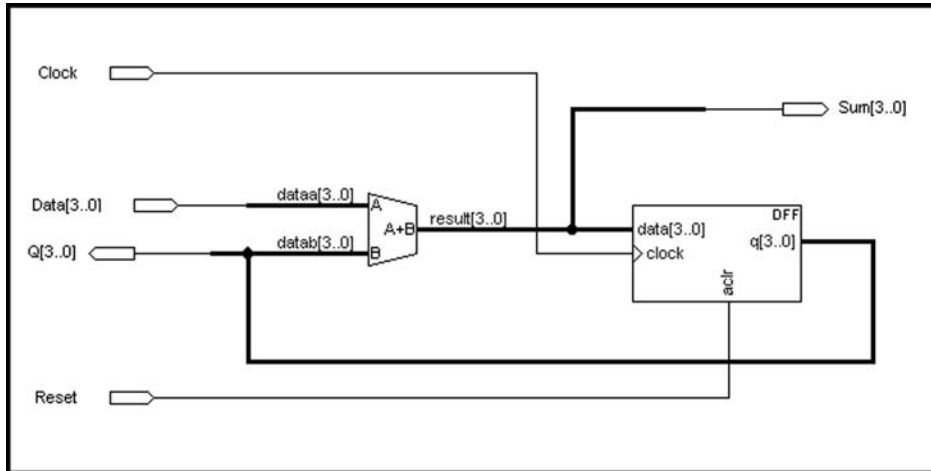 Clock
Sum[3..0]
Data[3..0]
dataa[3..0]
A
A+B
result[3..0]
DFF
data[3..0]
q[3..0]
Q[3..0]
datab[3..0]
B
clock
aclr
Reset